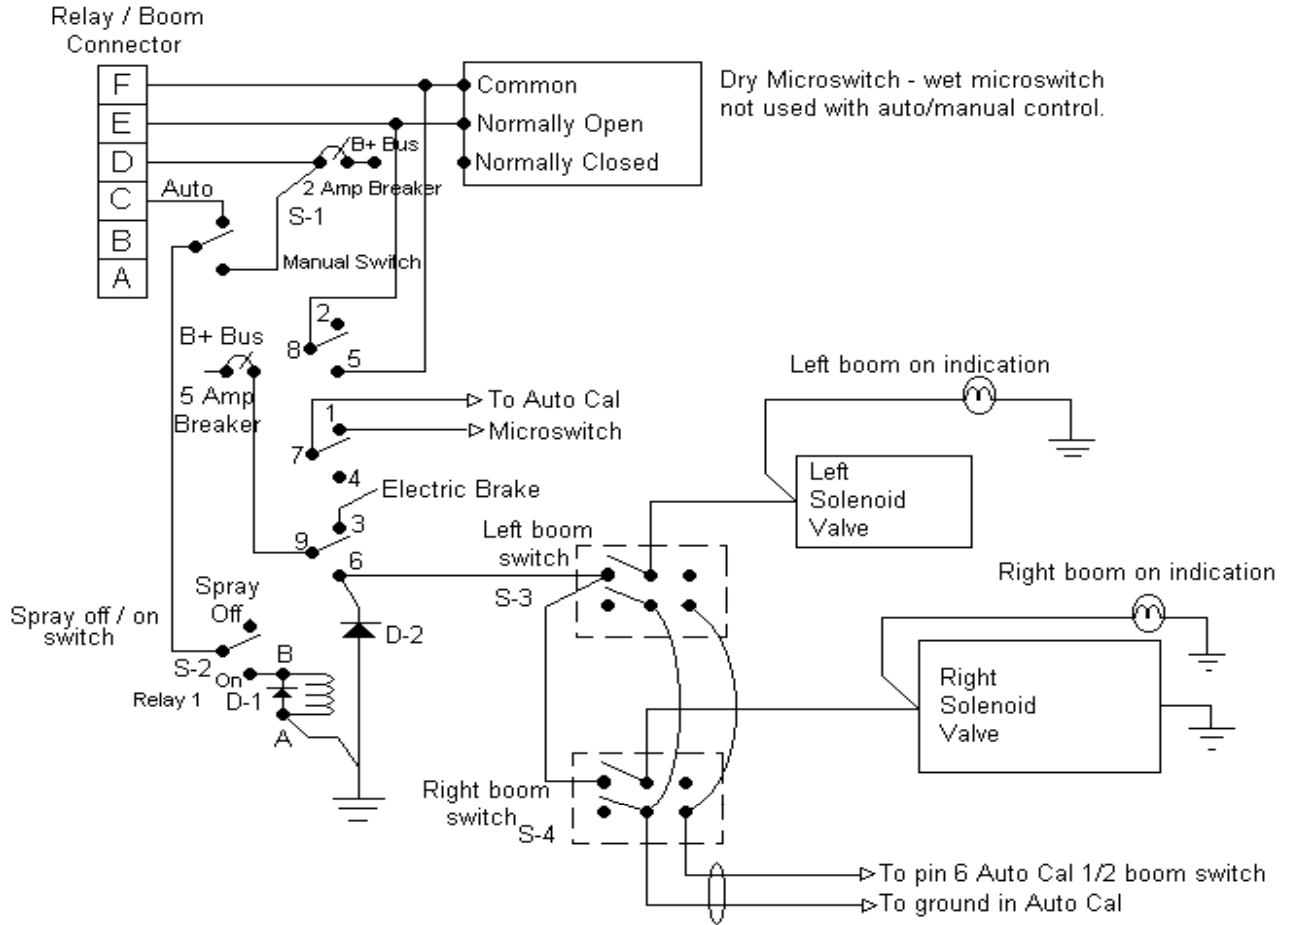 Relay / Boom
Connector
F
E
D
C
B
A
Common
Normally Open
Normally Closed
Dry Microswitch - wet microswitch
not used with auto/manual control.
B+ Bus
2 Amp Breaker
Auto
S-1
Manual Switch
2
8
5
B+ Bus
5 Amp
Breaker
To Auto Cal
1
Microswitch
7
4
Electric Brake
3
9
6
Left boom
switch
S-3
Left boom on indication
Left
Solenoid
Valve
Right boom on indication
Right
Solenoid
Valve
Spray
Off
Spray off / on
switch
S-2
On
B
Relay 1
D-1
A
D-2
Right boom
switch
S-4
To pin 6 Auto Cal 1/2 boom switch
To ground in Auto Cal